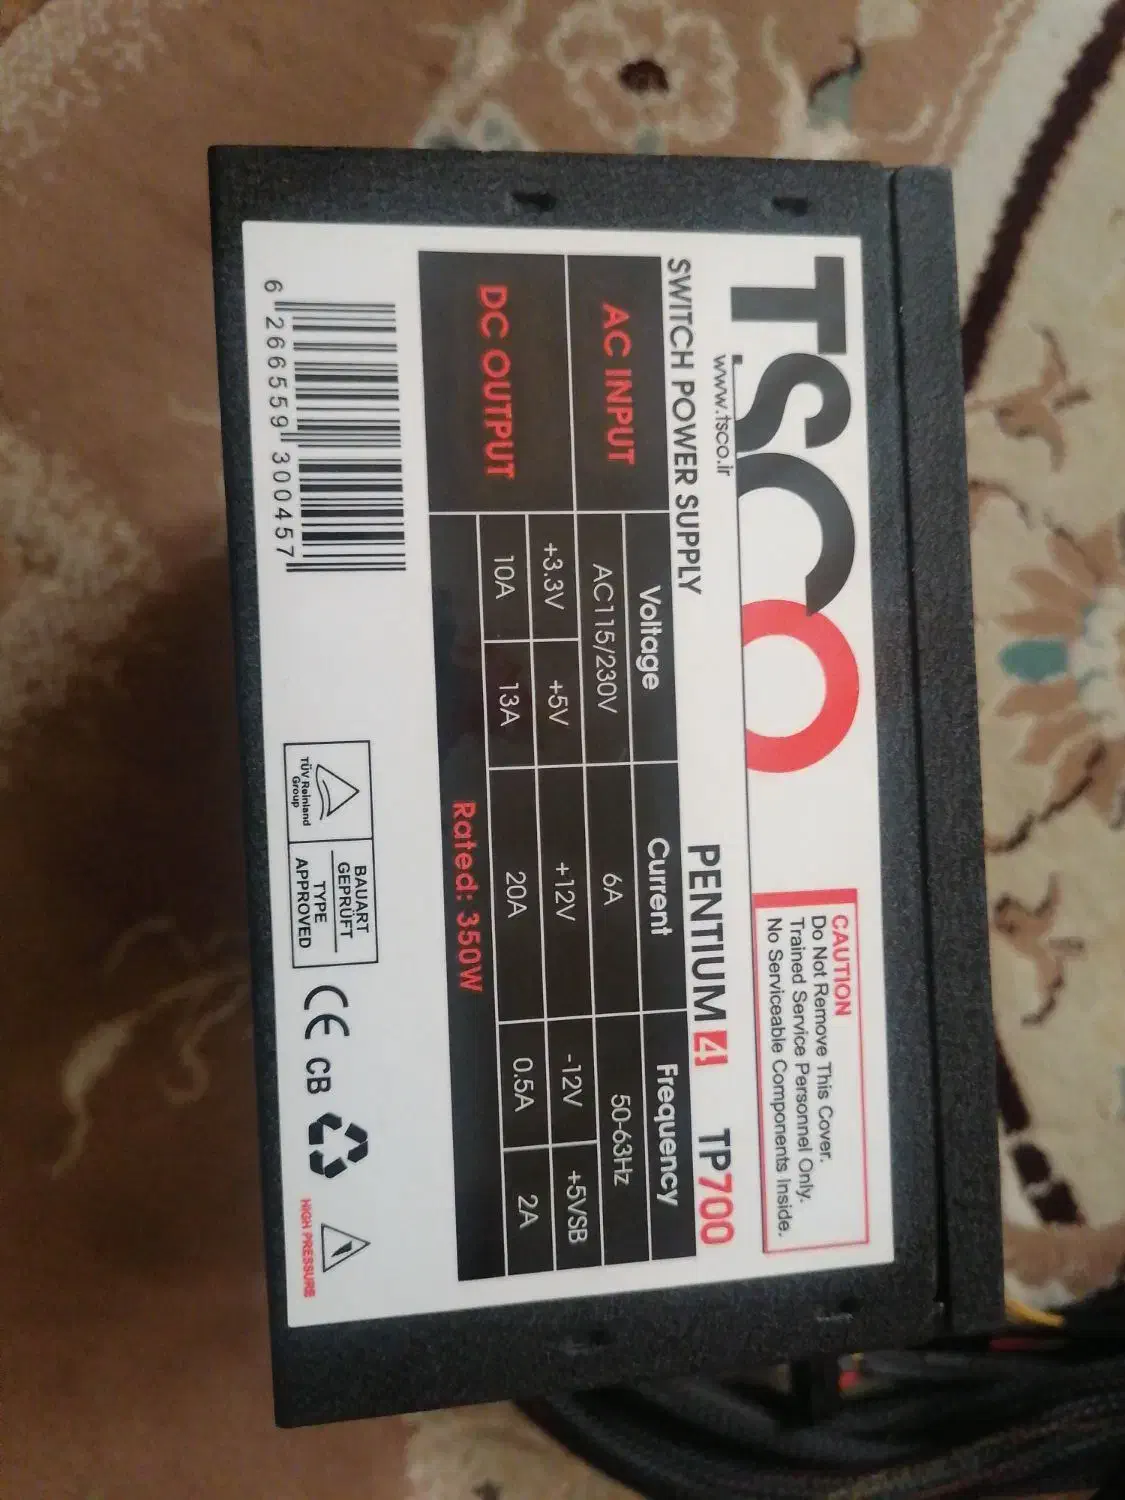 TSCO
www.tsco.ir
CAUTION
Do Not Remove This Cover.
Trained Service Personnel Only.
No Serviceable Components Inside.
SWITCH POWER SUPPLY
PENTIUM 4 TP700
Voltage Current Frequency
AC INPUT AC115/230V 6A 50-63Hz
DC OUTPUT +3.3V +5V +12V -12V +5VSB
10A 13A 20A 0.5A 2A
Rated: 350W
6 266559 300457
TÜV Reinland
Group
BAUART
GEPRÜFT
TYPE
APPROVED
CE CB
HIGH PRESSURE